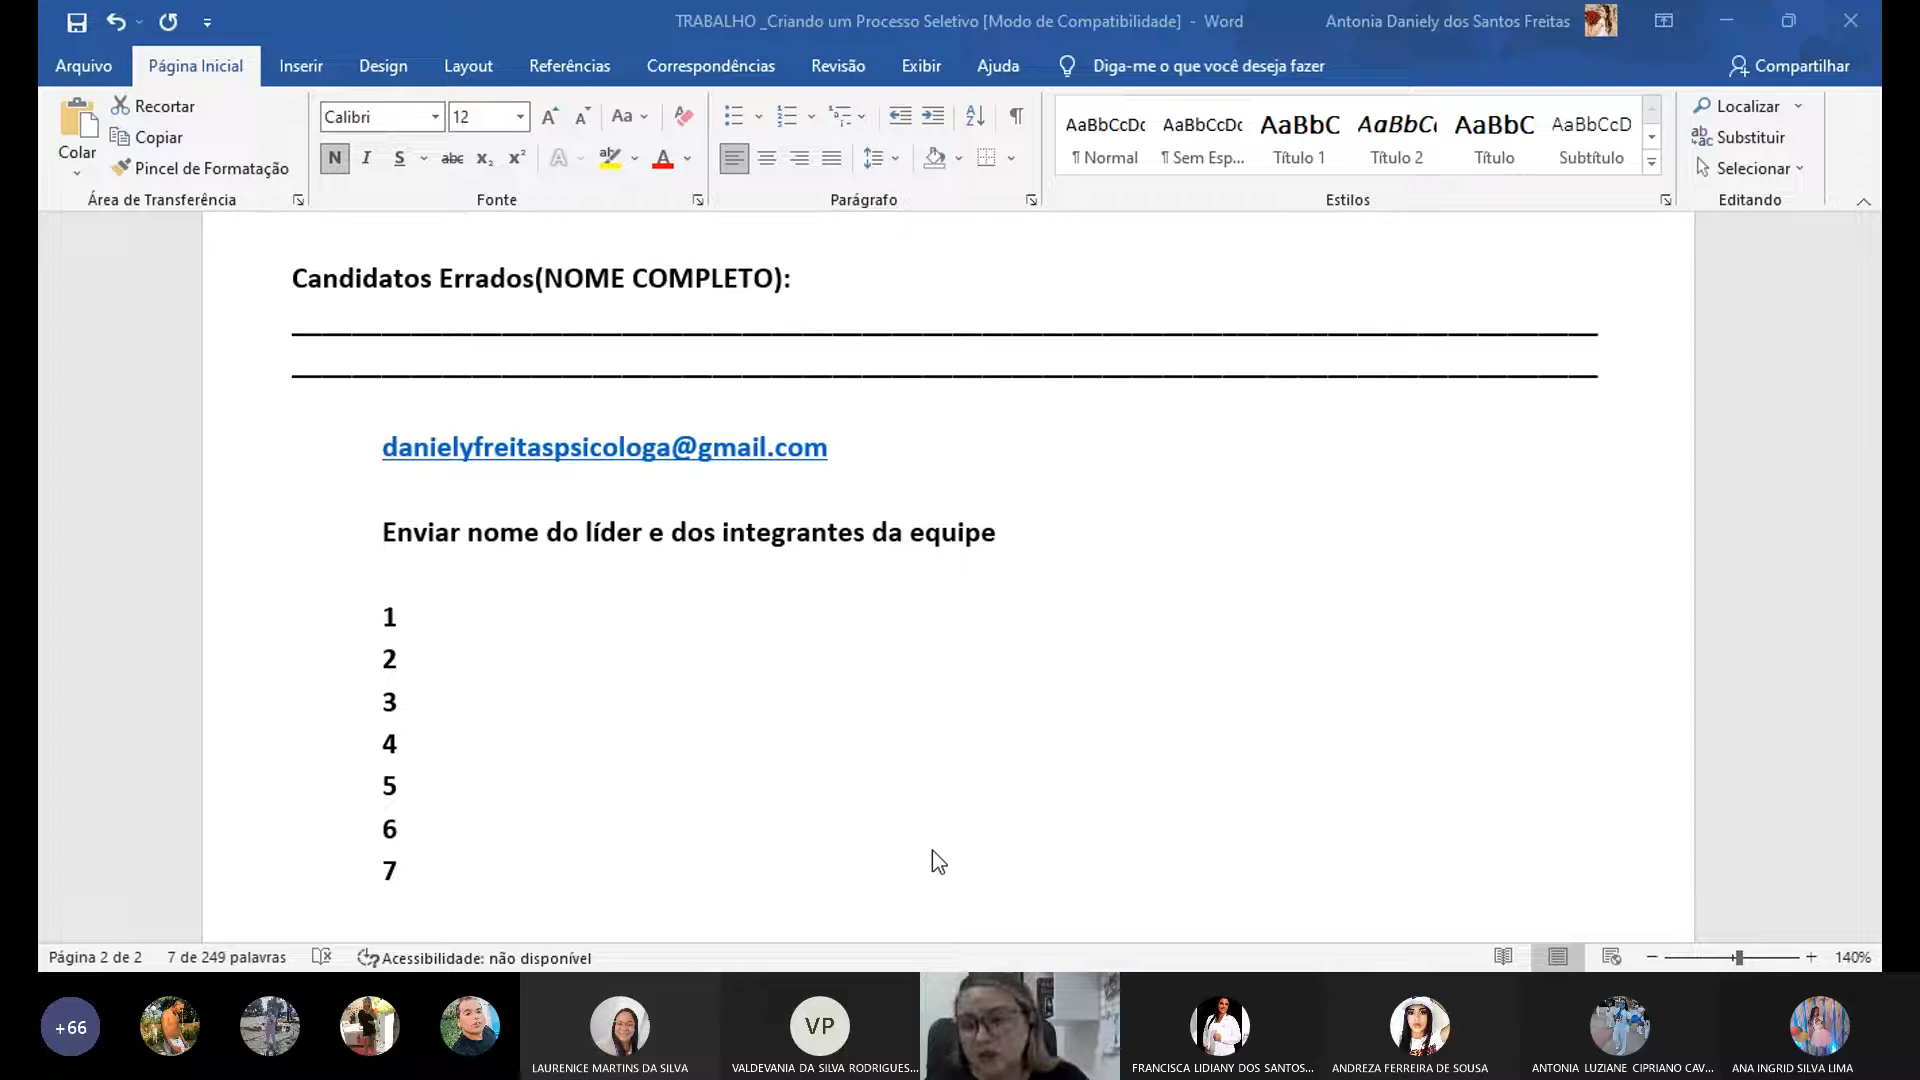 TRABALHO _Criando um Processo Seletivo [Modo de Compatibilidade] - Word
Antonia Daniely dos Santos Freitas
Arquivo
Página Inicial
Inserir
Design
Layout
Referências
Correspondências
Revisão
Exibir
Ajuda
Diga-me o que você deseja fazer
Compartilhar
Colar
Recortar
Copiar
Pincel de Formatação
Área de Transferência
Calibri
12
Aa
N
I
S
abc
x₂
x²
A
Fonte
Parágrafo
AaBbCcDc
¶ Normal
AaBbCcDc
¶ Sem Esp...
AaBbC
Título 1
AaBbC
Título 2
AaBbC
Título
AaBbCcD
Subtítulo
Estilos
Localizar
Substituir
Selecionar
Editando
Candidatos Errados(NOME COMPLETO):
danielyfreitaspsicologa@gmail.com
Enviar nome do líder e dos integrantes da equipe
1
2
3
4
5
6
7
Página 2 de 2
7 de 249 palavras
Acessibilidade: não disponível
140%
+66
LAURENICE MARTINS DA SILVA
VP
VALDEVANIA DA SILVA RODRIGUES...
FRANCISCA LIDIANY DOS SANTOS...
ANDREZA FERREIRA DE SOUSA
ANTONIA LUZIANE CIPRIANO CAV...
ANA INGRID SILVA LIMA